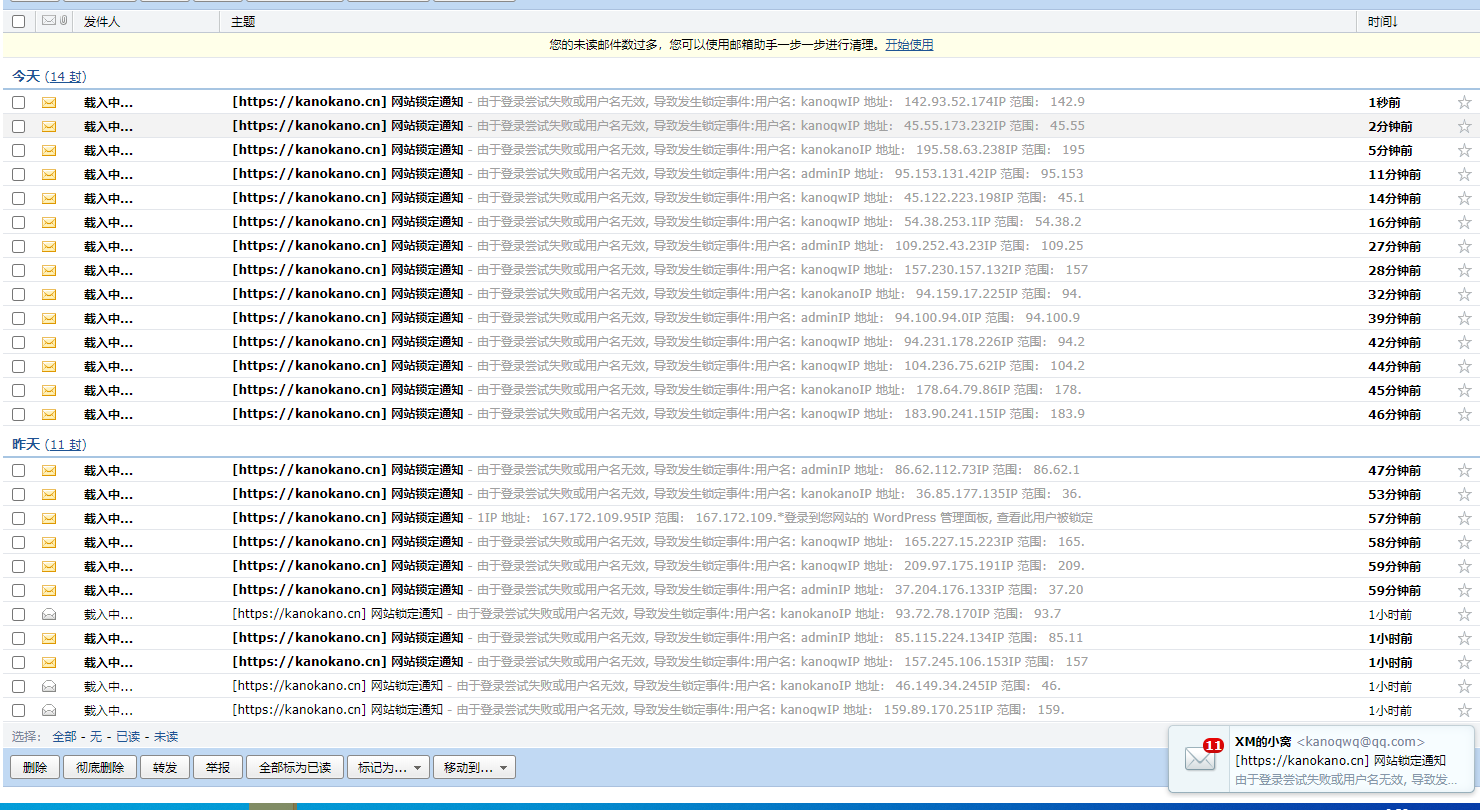 发件人 主题 时间↓
您的未读邮件数过多，您可以使用邮箱助手一步一步进行清理。开始使用
今天 (14 封)
载入中... [https://kanokano.cn] 网站锁定通知 - 由于登录尝试失败或用户名无效, 导致发生锁定事件:用户名: kanoqwIP 地址: 142.93.52.174IP 范围: 142.9 1秒前
载入中... [https://kanokano.cn] 网站锁定通知 - 由于登录尝试失败或用户名无效, 导致发生锁定事件:用户名: kanoqwIP 地址: 45.55.173.232IP 范围: 45.55 2分钟前
载入中... [https://kanokano.cn] 网站锁定通知 - 由于登录尝试失败或用户名无效, 导致发生锁定事件:用户名: kanokanoIP 地址: 195.58.63.238IP 范围: 195 5分钟前
载入中... [https://kanokano.cn] 网站锁定通知 - 由于登录尝试失败或用户名无效, 导致发生锁定事件:用户名: adminIP 地址: 95.153.131.42IP 范围: 95.153 11分钟前
载入中... [https://kanokano.cn] 网站锁定通知 - 由于登录尝试失败或用户名无效, 导致发生锁定事件:用户名: kanoqwIP 地址: 45.122.223.198IP 范围: 45.1 14分钟前
载入中... [https://kanokano.cn] 网站锁定通知 - 由于登录尝试失败或用户名无效, 导致发生锁定事件:用户名: kanoqwIP 地址: 54.38.253.1IP 范围: 54.38.2 16分钟前
载入中... [https://kanokano.cn] 网站锁定通知 - 由于登录尝试失败或用户名无效, 导致发生锁定事件:用户名: adminIP 地址: 109.252.43.23IP 范围: 109.25 27分钟前
载入中... [https://kanokano.cn] 网站锁定通知 - 由于登录尝试失败或用户名无效, 导致发生锁定事件:用户名: kanoqwIP 地址: 157.230.157.132IP 范围: 157 28分钟前
载入中... [https://kanokano.cn] 网站锁定通知 - 由于登录尝试失败或用户名无效, 导致发生锁定事件:用户名: kanokanoIP 地址: 94.159.17.225IP 范围: 94. 32分钟前
载入中... [https://kanokano.cn] 网站锁定通知 - 由于登录尝试失败或用户名无效, 导致发生锁定事件:用户名: adminIP 地址: 94.100.94.0IP 范围: 94.100.9 39分钟前
载入中... [https://kanokano.cn] 网站锁定通知 - 由于登录尝试失败或用户名无效, 导致发生锁定事件:用户名: kanoqwIP 地址: 94.231.178.226IP 范围: 94.2 42分钟前
载入中... [https://kanokano.cn] 网站锁定通知 - 由于登录尝试失败或用户名无效, 导致发生锁定事件:用户名: kanoqwIP 地址: 104.236.75.62IP 范围: 104.2 44分钟前
载入中... [https://kanokano.cn] 网站锁定通知 - 由于登录尝试失败或用户名无效, 导致发生锁定事件:用户名: kanokanoIP 地址: 178.64.79.86IP 范围: 178. 45分钟前
载入中... [https://kanokano.cn] 网站锁定通知 - 由于登录尝试失败或用户名无效, 导致发生锁定事件:用户名: kanoqwIP 地址: 183.90.241.15IP 范围: 183.9 46分钟前
昨天 (11 封)
载入中... [https://kanokano.cn] 网站锁定通知 - 由于登录尝试失败或用户名无效, 导致发生锁定事件:用户名: adminIP 地址: 86.62.112.73IP 范围: 86.62.1 47分钟前
载入中... [https://kanokano.cn] 网站锁定通知 - 由于登录尝试失败或用户名无效, 导致发生锁定事件:用户名: kanokanoIP 地址: 36.85.177.135IP 范围: 36. 53分钟前
载入中... [https://kanokano.cn] 网站锁定通知 - 1IP 地址: 167.172.109.95IP 范围: 167.172.109.*登录到您网站的 WordPress 管理面板, 查看此用户被锁定 57分钟前
载入中... [https://kanokano.cn] 网站锁定通知 - 由于登录尝试失败或用户名无效, 导致发生锁定事件:用户名: kanoqwIP 地址: 165.227.15.223IP 范围: 165. 58分钟前
载入中... [https://kanokano.cn] 网站锁定通知 - 由于登录尝试失败或用户名无效, 导致发生锁定事件:用户名: kanoqwIP 地址: 209.97.175.191IP 范围: 209. 59分钟前
载入中... [https://kanokano.cn] 网站锁定通知 - 由于登录尝试失败或用户名无效, 导致发生锁定事件:用户名: adminIP 地址: 37.204.176.133IP 范围: 37.20 59分钟前
载入中... [https://kanokano.cn] 网站锁定通知 - 由于登录尝试失败或用户名无效, 导致发生锁定事件:用户名: kanokanoIP 地址: 93.72.78.170IP 范围: 93.7 1小时前
载入中... [https://kanokano.cn] 网站锁定通知 - 由于登录尝试失败或用户名无效, 导致发生锁定事件:用户名: adminIP 地址: 85.115.224.134IP 范围: 85.11 1小时前
载入中... [https://kanokano.cn] 网站锁定通知 - 由于登录尝试失败或用户名无效, 导致发生锁定事件:用户名: kanoqwIP 地址: 157.245.106.153IP 范围: 157 1小时前
载入中... [https://kanokano.cn] 网站锁定通知 - 由于登录尝试失败或用户名无效, 导致发生锁定事件:用户名: kanokanoIP 地址: 46.149.34.245IP 范围: 46. 1小时前
载入中... [https://kanokano.cn] 网站锁定通知 - 由于登录尝试失败或用户名无效, 导致发生锁定事件:用户名: kanoqwIP 地址: 159.89.170.251IP 范围: 159. 1小时前
选择: 全部 - 无 - 已读 - 未读
删除 彻底删除 转发 举报 全部标为已读 标记为... 移动到...
11
XM的小窝 <kanoqwq@qq.com>
[https://kanokano.cn] 网站锁定通知
由于登录尝试失败或用户名无效, 导致发...